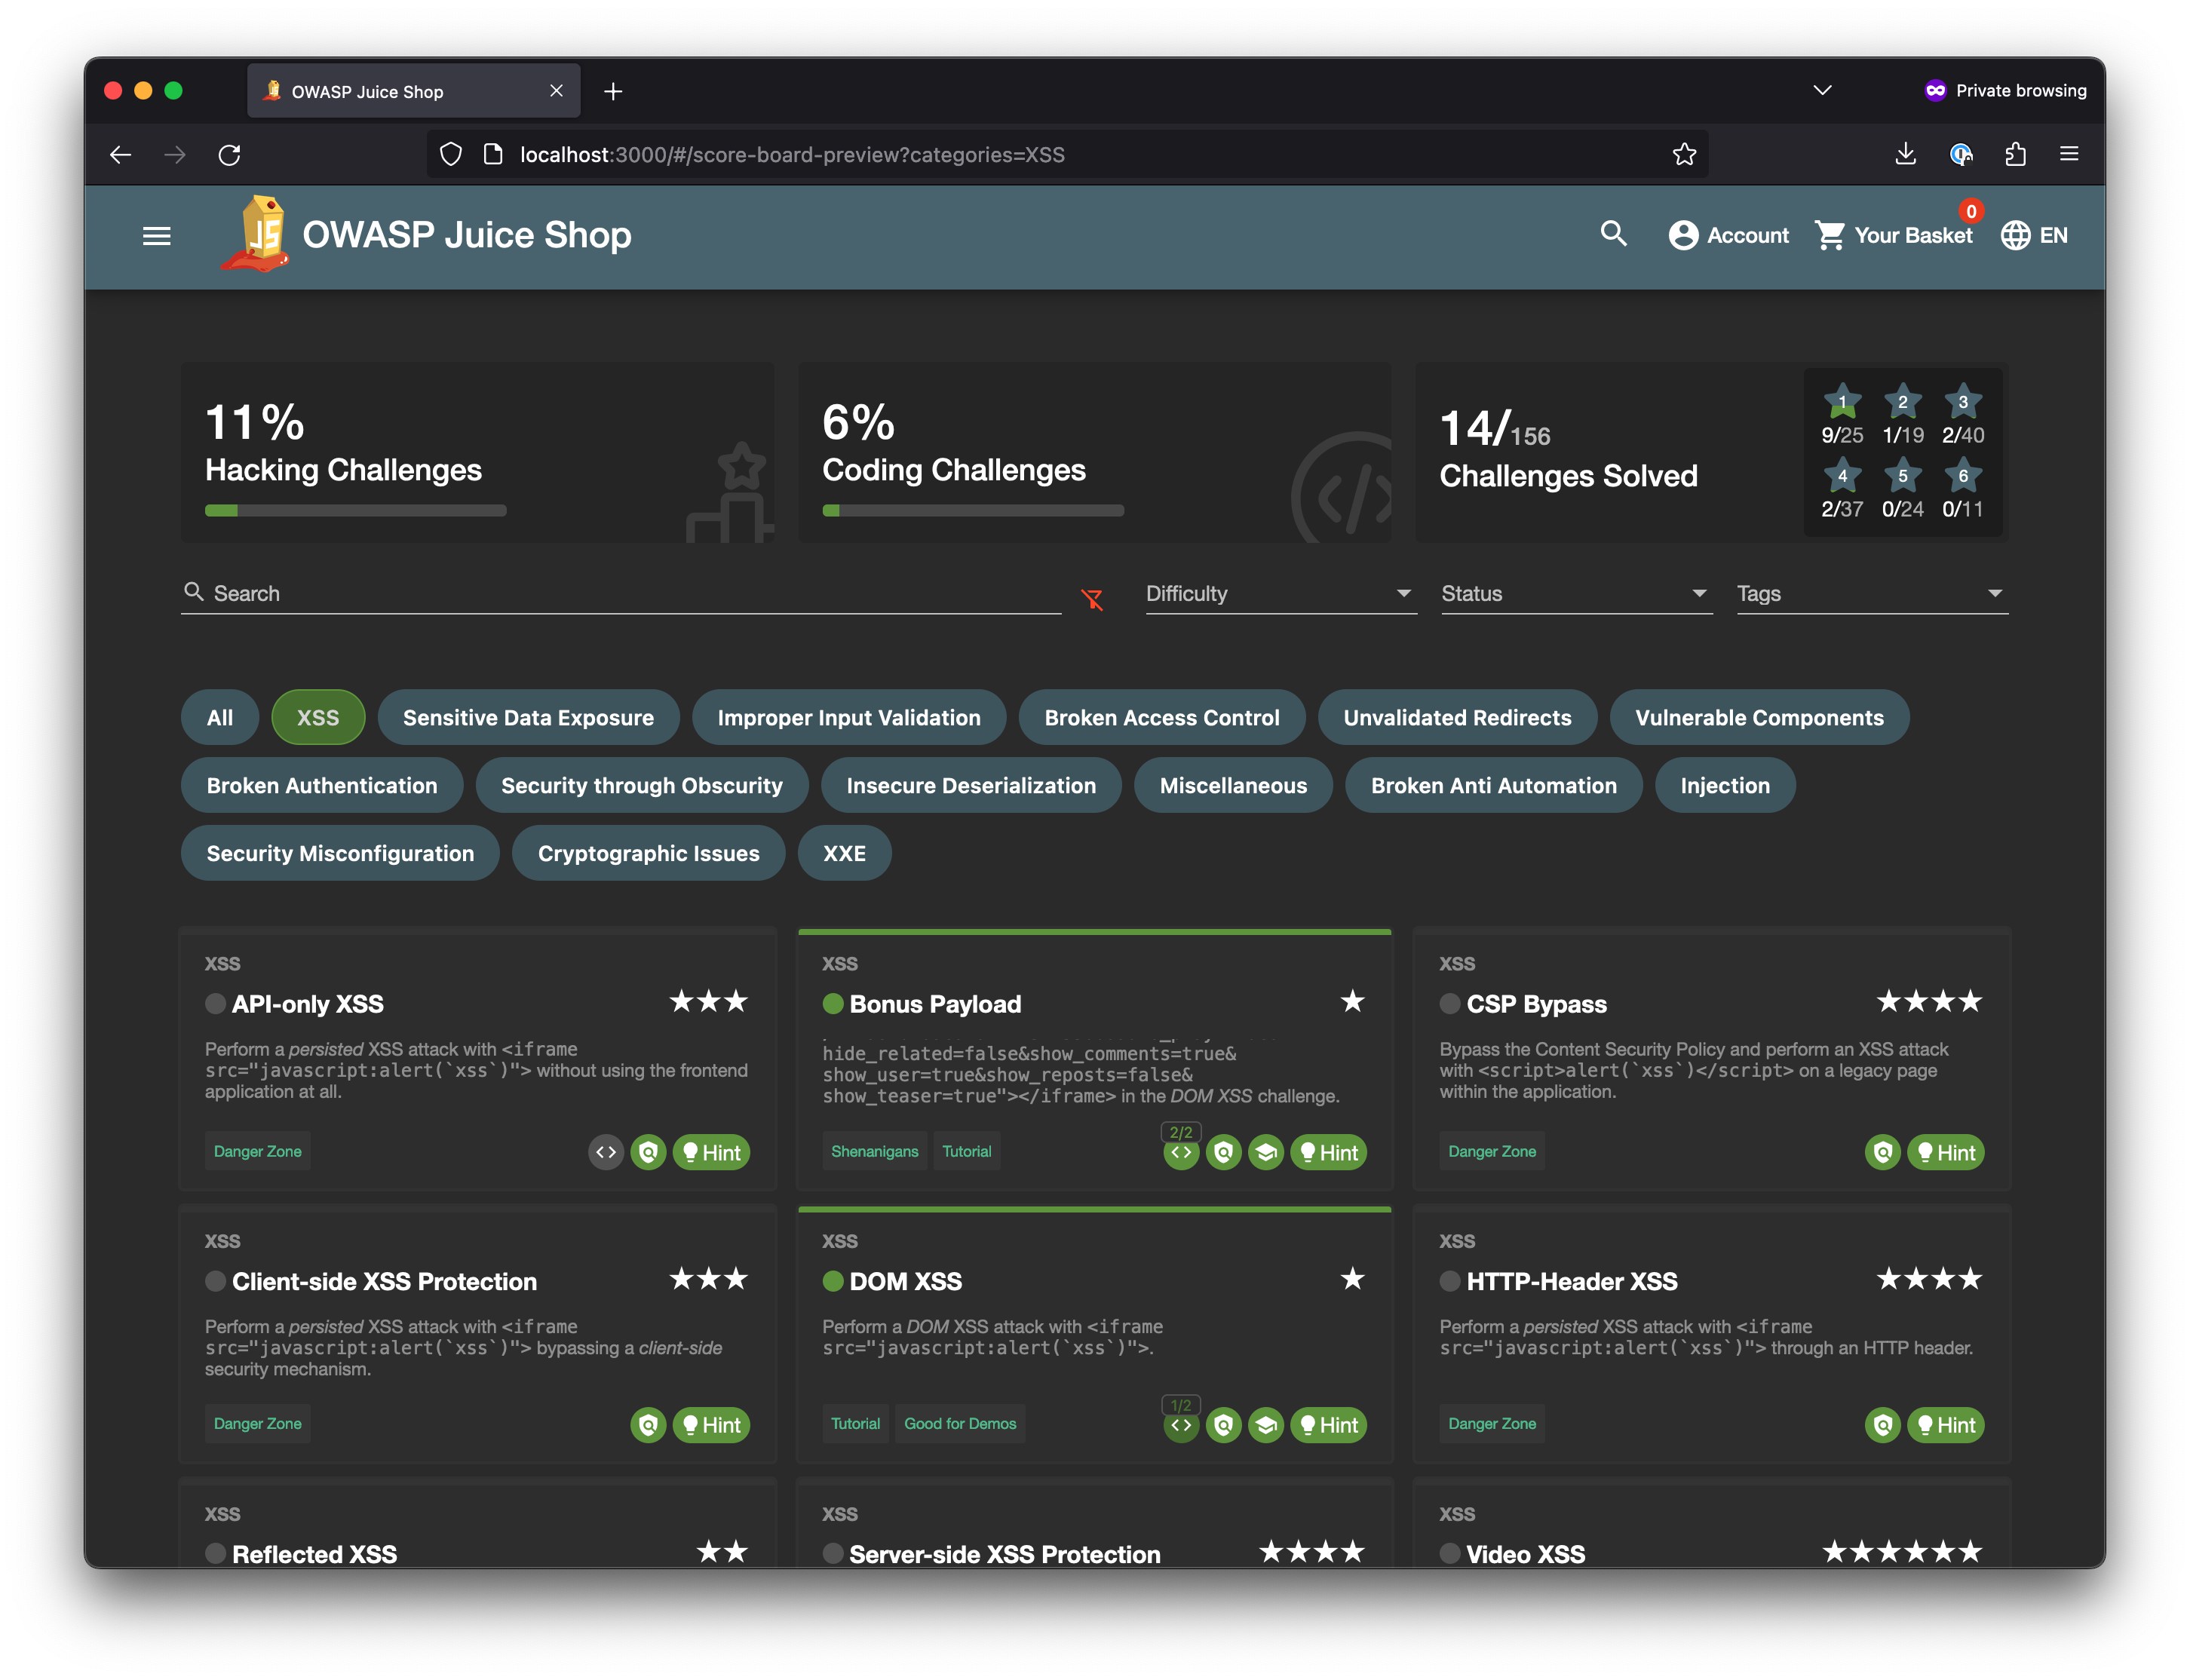 OWASP Juice Shop
Private browsing
localhost:3000/#/score-board-preview?categories=XSS
JS
OWASP Juice Shop
Account
Your Basket
0
EN
11%
Hacking Challenges
6%
Coding Challenges
14/156
Challenges Solved
1 2 3
9/25 1/19 2/40
4 5 6
2/37 0/24 0/11
Search
Difficulty
Status
Tags
All
XSS
Sensitive Data Exposure
Improper Input Validation
Broken Access Control
Unvalidated Redirects
Vulnerable Components
Broken Authentication
Security through Obscurity
Insecure Deserialization
Miscellaneous
Broken Anti Automation
Injection
Security Misconfiguration
Cryptographic Issues
XXE
XSS
API-only XSS
★★★
Perform a persisted XSS attack with <iframe
src="javascript:alert(`xss`)"> without using the frontend
application at all.
Danger Zone
<>
Hint
XSS
Bonus Payload
★
hide_related=false&show_comments=true&
show_user=true&show_reposts=false&
show_teaser=true"></iframe> in the DOM XSS challenge.
Shenanigans
Tutorial
2/2
<>
Hint
XSS
CSP Bypass
★★★★
Bypass the Content Security Policy and perform an XSS attack
with <script>alert(`xss`)</script> on a legacy page
within the application.
Danger Zone
Hint
XSS
Client-side XSS Protection
★★★
Perform a persisted XSS attack with <iframe
src="javascript:alert(`xss`)"> bypassing a client-side
security mechanism.
Danger Zone
Hint
XSS
DOM XSS
★
Perform a DOM XSS attack with <iframe
src="javascript:alert(`xss`)">.
Tutorial
Good for Demos
1/2
<>
Hint
XSS
HTTP-Header XSS
★★★★
Perform a persisted XSS attack with <iframe
src="javascript:alert(`xss`)"> through an HTTP header.
Danger Zone
Hint
XSS
Reflected XSS
★★
XSS
Server-side XSS Protection
★★★★
XSS
Video XSS
★★★★★★